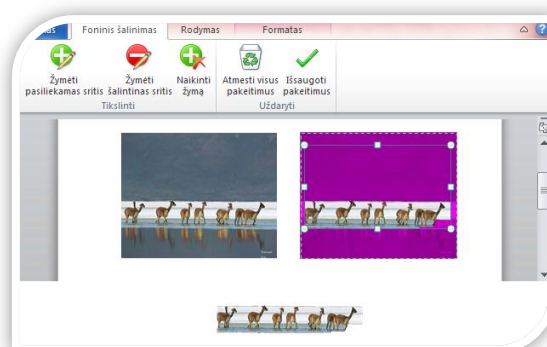 Foninis šalinimas Rodymas Formatas
Žymėti pasiliekamas sritis
Žymėti šalintinas sritis
Naikinti žymą
Tikslinti
Atmesti visus pakeitimus
Išsaugoti pakeitimus
Uždaryti